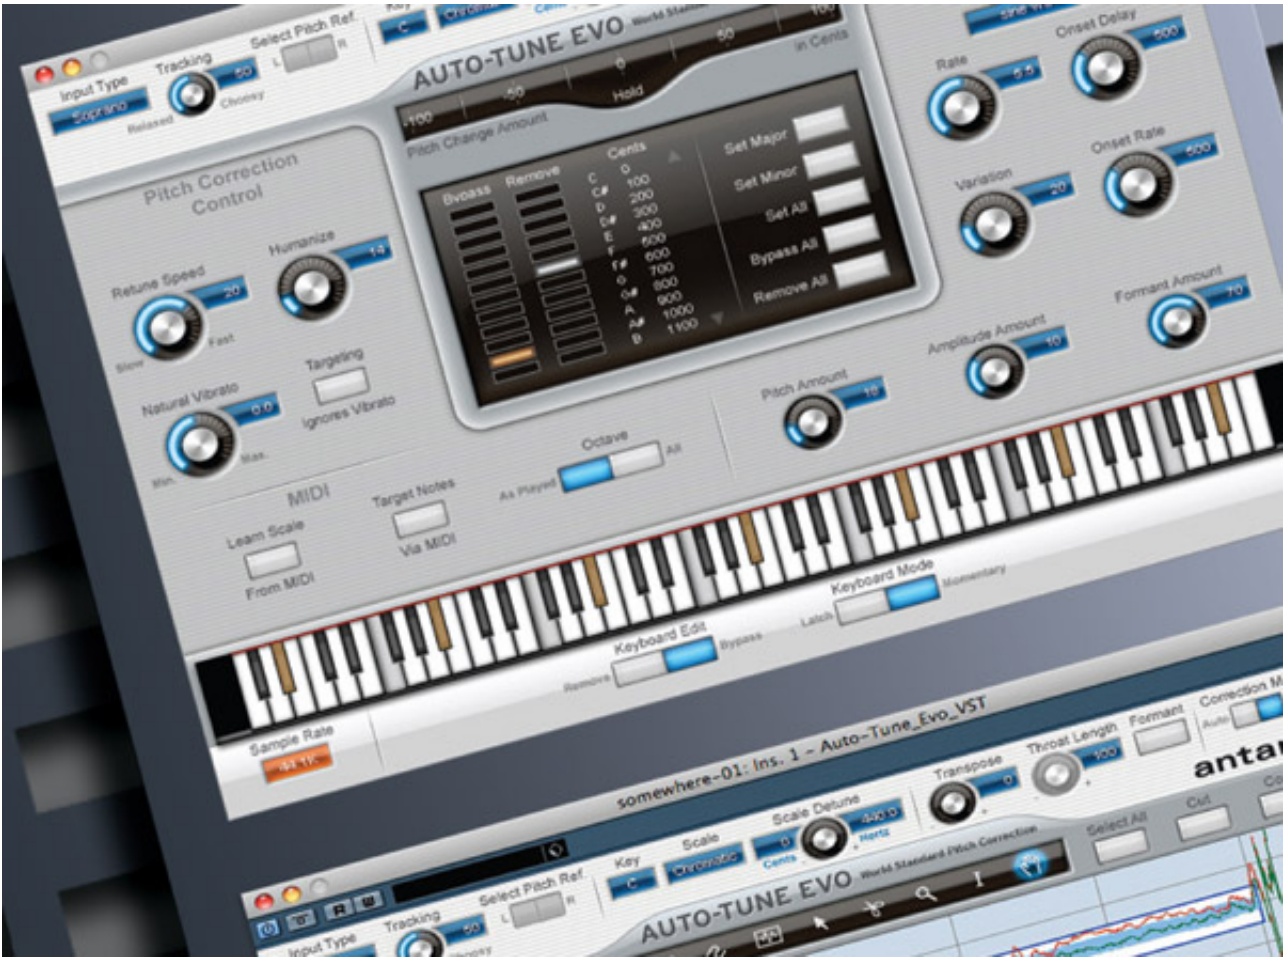 Key
Tracking
Select Pitch Ref.
L R
C
Input Type
Soprano
50
Relaxed
Choosy
AUTO-TUNE EVO
-100 -50 0 50 100
Hold
in Cents
Pitch Change Amount
Onset Delay
500
Rate
5.5
Onset Rate
500
Variation
20
Formant Amount
70
Amplitude Amount
10
Pitch Amount
10
Pitch Correction
Control
Humanize
14
Retune Speed
20
Slow
Fast
Targeting
Ignores Vibrato
Natural Vibrato
0.0
Min.
Max.
Bypass Remove Cents
C 0
C# 100
D 200
D# 300
E 400
F 500
F# 600
G 700
G# 800
A 900
A# 1000
B 1100
Set Major
Set Minor
Set All
Bypass All
Remove All
MIDI
Learn Scale
From MIDI
Target Notes
Via MIDI
Octave
As Played
All
Keyboard Edit
Remove
Bypass
Keyboard Mode
Latch
Momentary
Sample Rate
44.1K
somewhere-01: Ins. 1 - Auto-Tune_Evo_VST
R W
Input Type
Tracking
50
Choosy
Select Pitch Ref.
L R
Key
C
Scale
Chromatic
Scale Detune
0
Cents
440.0
Hertz
Transpose
0
Throat Length
100
Formant
Auto
antar
AUTO-TUNE EVO World Standard Pitch Correction
Select All
Cut